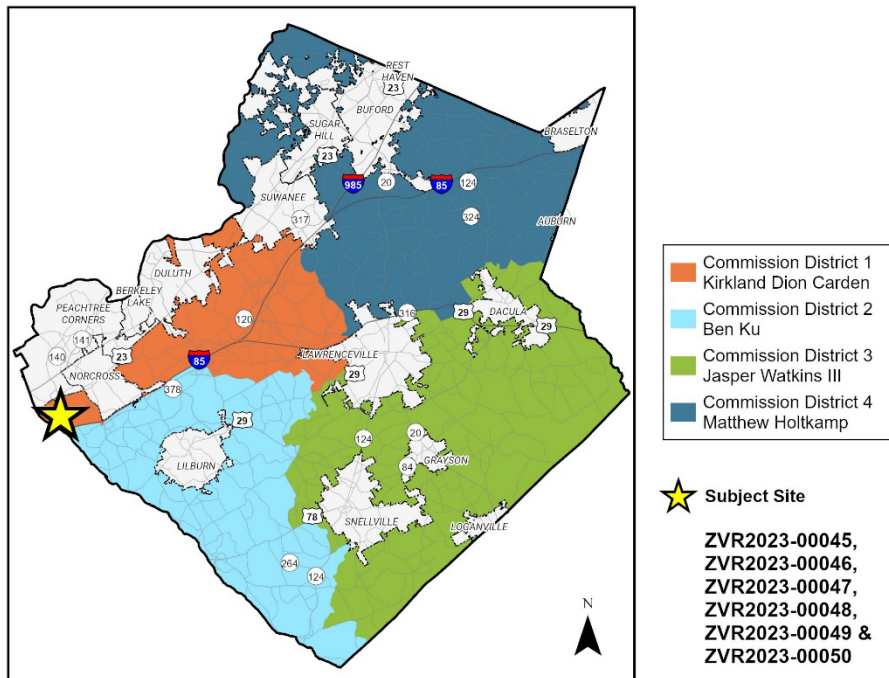 REST
HAVEN
23
BUFORD
SUGAR
HILL
BRASELTON
23
985
20
85
124
SUWANEE
324
317
AUBURN
DULUTH
BERKELEY
LAKE
PEACHTREE
CORNERS
120
316
29
DACULA
29
141
140
23
NORCROSS
85
LAWRENCEVILLE
29
378
29
LILBURN
124
20
GRAYSON
84
78
SNELLVILLE
LOGANVILLE
264
124
N
Commission District 1
Kirkland Dion Carden
Commission District 2
Ben Ku
Commission District 3
Jasper Watkins III
Commission District 4
Matthew Holtkamp
Subject Site
ZVR2023-00045,
ZVR2023-00046,
ZVR2023-00047,
ZVR2023-00048,
ZVR2023-00049 &
ZVR2023-00050